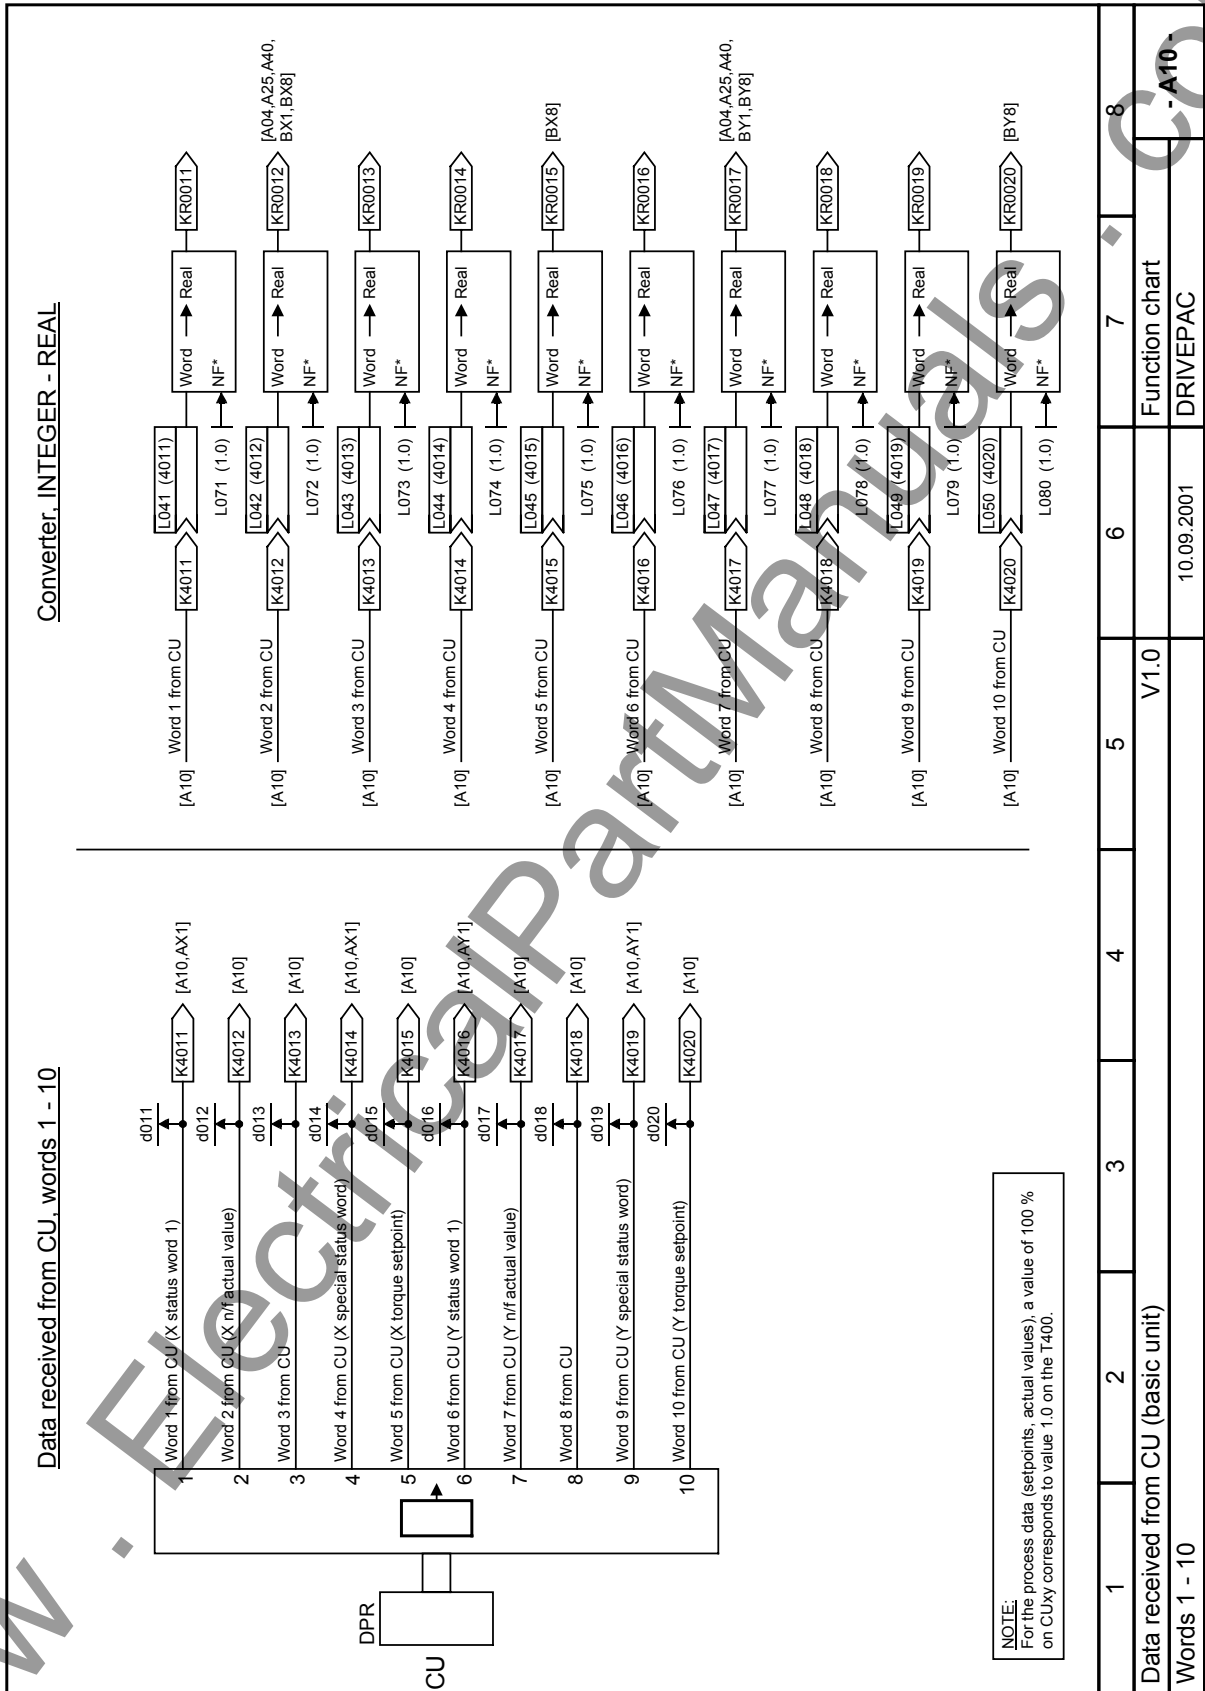 Data received from CU, words 1 - 10
DPR
CU
1 Word 1 from CU (X status word 1) d011 K4011 [A10,AX1]
2 Word 2 from CU (X n/f actual value) d012 K4012 [A10]
3 Word 3 from CU d013 K4013 [A10]
4 Word 4 from CU (X special status word) d014 K4014 [A10,AX1]
5 Word 5 from CU (X torque setpoint) d015 K4015 [A10]
6 Word 6 from CU (Y status word 1) d016 K4016 [A10,AY1]
7 Word 7 from CU (Y n/f actual value) d017 K4017 [A10]
8 Word 8 from CU d018 K4018 [A10]
9 Word 9 from CU (Y special status word) d019 K4019 [A10,AY1]
10 Word 10 from CU (Y torque setpoint) d020 K4020 [A10]
NOTE:
For the process data (setpoints, actual values), a value of 100 %
on CUxy corresponds to value 1.0 on the T400.
Converter, INTEGER - REAL
[A10] Word 1 from CU K4011 L041 (4011) Word Real KR0011
L071 (1.0) NF*
[A10] Word 2 from CU K4012 L042 (4012) Word Real KR0012 [A04,A25,A40,
BX1,BX8]
L072 (1.0) NF*
[A10] Word 3 from CU K4013 L043 (4013) Word Real KR0013
L073 (1.0) NF*
[A10] Word 4 from CU K4014 L044 (4014) Word Real KR0014
L074 (1.0) NF*
[A10] Word 5 from CU K4015 L045 (4015) Word Real KR0015 [BX8]
L075 (1.0) NF*
[A10] Word 6 from CU K4016 L046 (4016) Word Real KR0016
L076 (1.0) NF*
[A10] Word 7 from CU K4017 L047 (4017) Word Real KR0017 [A04,A25,A40,
BY1,BY8]
L077 (1.0) NF*
[A10] Word 8 from CU K4018 L048 (4018) Word Real KR0018
L078 (1.0) NF*
[A10] Word 9 from CU K4019 L049 (4019) Word Real KR0019
L079 (1.0) NF*
[A10] Word 10 from CU K4020 L050 (4020) Word Real KR0020 [BY8]
L080 (1.0) NF*
1 2 3 4 5 6 7 8
Data received from CU (basic unit) V1.0 Function chart - A10 -
Words 1 - 10 10.09.2001 DRIVEPAC
w . ElectricalPartManuals . co